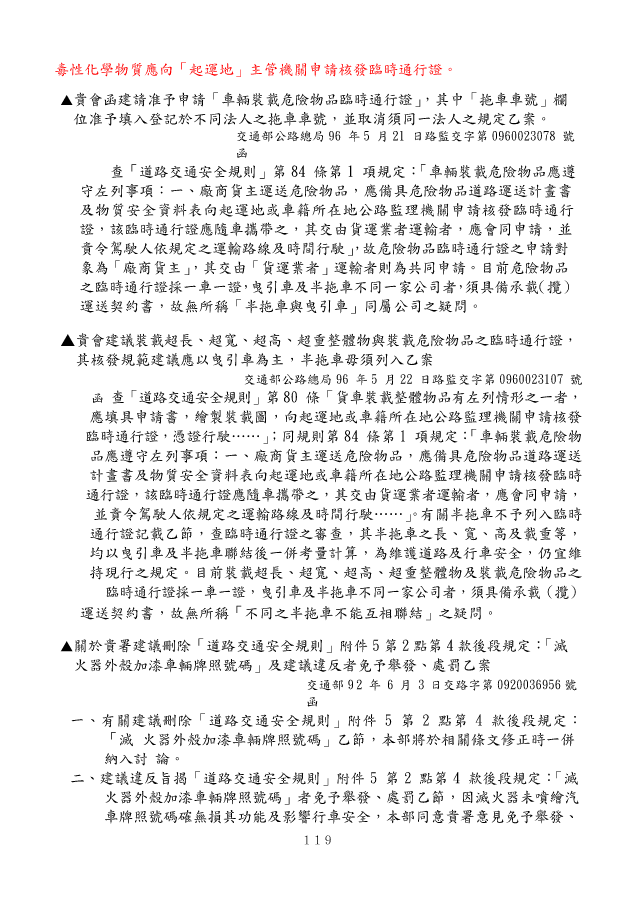 毒性化學物質應向「起運地」主管機關申請核發臨時通行證。
▲貴會函建請准予申請「車輛裝載危險物品臨時通行證」，其中「拖車車號」欄
位准予填入登記於不同法人之拖車車號，並取消須同一法人之規定乙案。
交通部公路總局 96 年 5 月 21 日路監交字第 0960023078 號
函
查「道路交通安全規則」第 84 條第 1 項規定：「車輛裝載危險物品應遵
守左列事項：一、廠商貨主運送危險物品，應備具危險物品道路運送計畫書
及物質安全資料表向起運地或車籍所在地公路監理機關申請核發臨時通行
證，該臨時通行證應隨車攜帶之，其交由貨運業者運輸者，應會同申請，並
責令駕駛人依規定之運輸路線及時間行駛」，故危險物品臨時通行證之申請對
象為「廠商貨主」，其交由「貨運業者」運輸者則為共同申請。目前危險物品
之臨時通行證採一車一證，曳引車及半拖車不同一家公司者，須具備承載(攬)
運送契約書，故無所稱「半拖車與曳引車」同屬公司之疑問。
▲貴會建議裝載超長、超寬、超高、超重整體物與裝載危險物品之臨時通行證，
其核發規範建議應以曳引車為主，半拖車毋須列入乙案
交通部公路總局 96 年 5 月 22 日路監交字第 0960023107 號
函 查「道路交通安全規則」第 80 條「貨車裝載整體物品有左列情形之一者，
應填具申請書，繪製裝載圖，向起運地或車籍所在地公路監理機關申請核發
臨時通行證，憑證行駛……」；同規則第 84 條第 1 項規定：「車輛裝載危險物
品應遵守左列事項：一、廠商貨主運送危險物品，應備具危險物品道路運送
計畫書及物質安全資料表向起運地或車籍所在地公路監理機關申請核發臨時
通行證，該臨時通行證應隨車攜帶之，其交由貨運業者運輸者，應會同申請，
並責令駕駛人依規定之運輸路線及時間行駛……」。有關半拖車不予列入臨時
通行證記載乙節，查臨時通行證之審查，其半拖車之長、寬、高及載重等，
均以曳引車及半拖車聯結後一併考量計算，為維護道路及行車安全，仍宜維
持現行之規定。目前裝載超長、超寬、超高、超重整體物及裝載危險物品之
臨時通行證採一車一證，曳引車及半拖車不同一家公司者，須具備承載（攬）
運送契約書，故無所稱「不同之半拖車不能互相聯結」之疑問。
▲關於貴署建議刪除「道路交通安全規則」附件 5 第 2 點第 4 款後段規定：「滅
火器外殼加漆車輛牌照號碼」及建議違反者免予舉發、處罰乙案
交通部 92 年 6 月 3 日交路字第 0920036956 號
函
一、有關建議刪除「道路交通安全規則」附件 5 第 2 點第 4 款後段規定：
「滅 火器外殼加漆車輛牌照號碼」乙節，本部將於相關條文修正時一併
納入討 論。
二、建議違反旨揭「道路交通安全規則」附件 5 第 2 點第 4 款後段規定：「滅
火器外殼加漆車輛牌照號碼」者免予舉發、處罰乙節，因滅火器未噴繪汽
車牌照號碼確無損其功能及影響行車安全，本部同意貴署意見免予舉發、
119